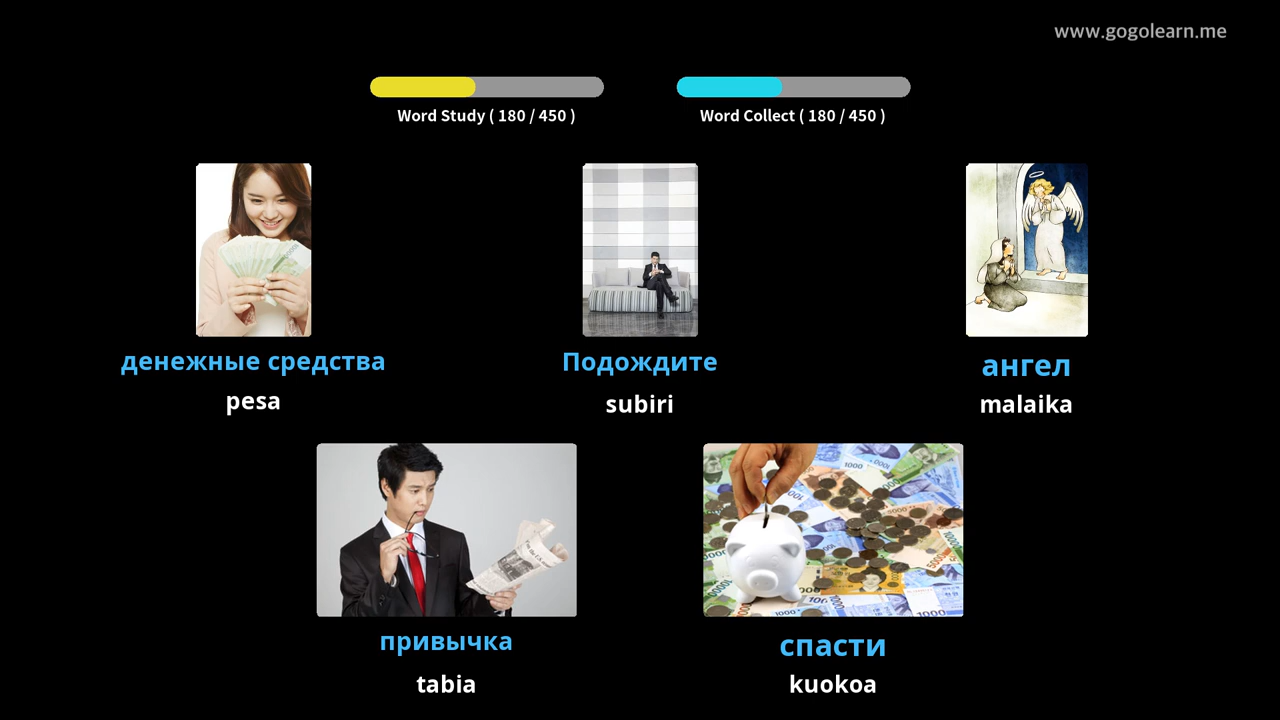 www.gogolearn.me
Word Study ( 180 / 450 )
Word Collect ( 180 / 450 )
денежные средства
pesa
Подождите
subiri
ангел
malaika
привычка
tabia
спасти
kuokoa